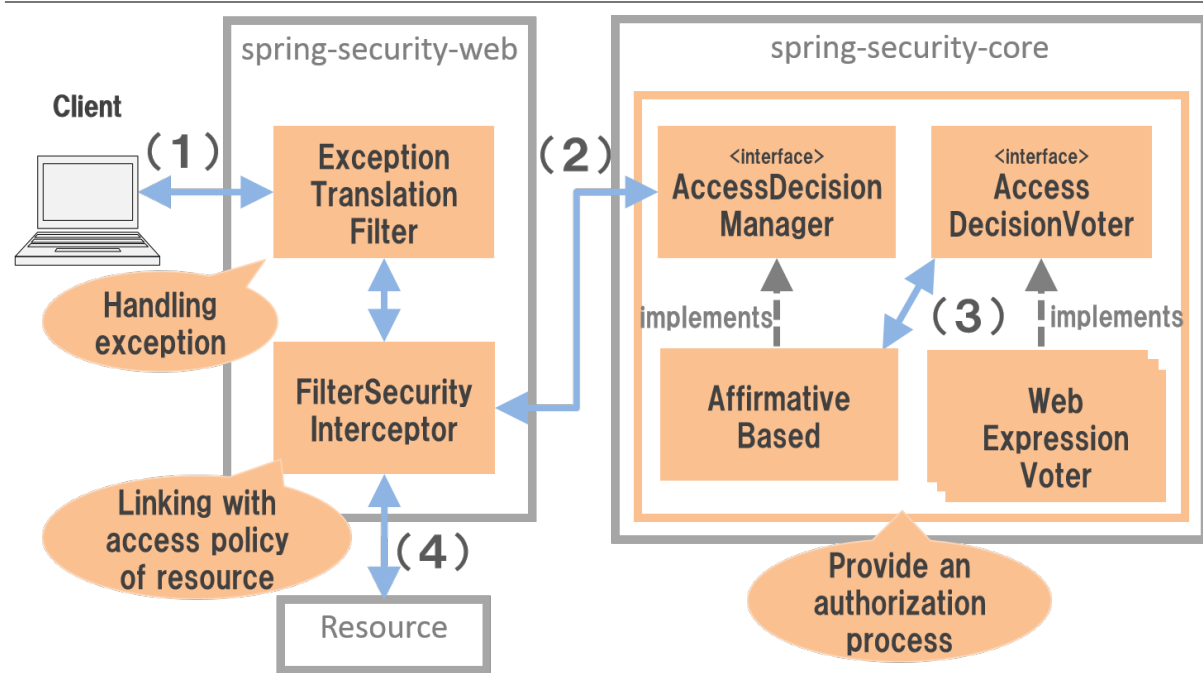 spring-security-web
spring-security-core
Client
(1)
Exception
Translation
Filter
(2)
<interface>
AccessDecision
Manager
<interface>
Access
DecisionVoter
Handling
exception
implements
(3)
implements
FilterSecurity
Interceptor
Affirmative
Based
Web
Expression
Voter
Linking with
access policy
of resource
(4)
Provide an
authorization
process
Resource